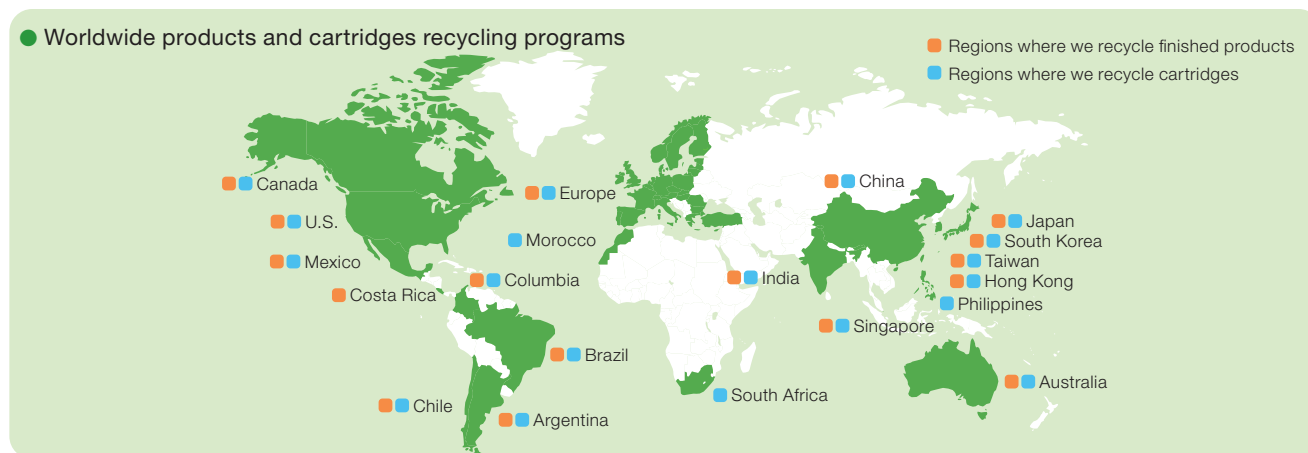 Worldwide products and cartridges recycling programs
Regions where we recycle finished products
Regions where we recycle cartridges
Canada
U.S.
Mexico
Costa Rica
Columbia
Brazil
Chile
Argentina
Europe
Morocco
South Africa
India
China
Singapore
Japan
South Korea
Taiwan
Hong Kong
Philippines
Australia